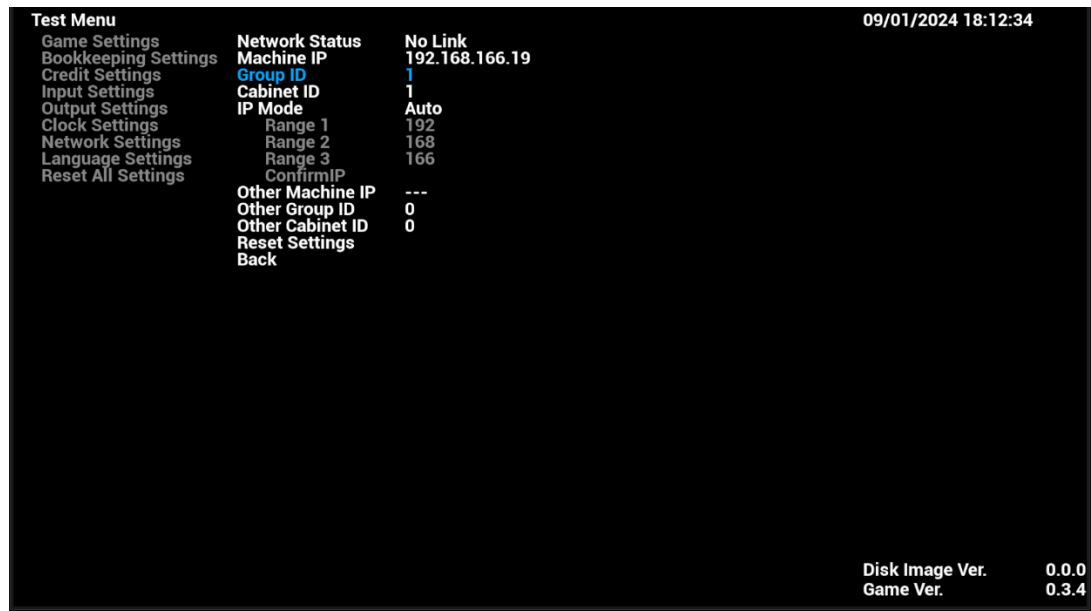 Test Menu 09/01/2024 18:12:34
Game Settings Network Status No Link
Bookkeeping Settings Machine IP 192.168.166.19
Credit Settings Group ID 1
Input Settings Cabinet ID 1
Output Settings IP Mode Auto
Clock Settings Range 1 192
Network Settings Range 2 168
Language Settings Range 3 166
Reset All Settings ConfirmIP
Other Machine IP ---
Other Group ID 0
Other Cabinet ID 0
Reset Settings
Back
Disk Image Ver. 0.0.0
Game Ver. 0.3.4